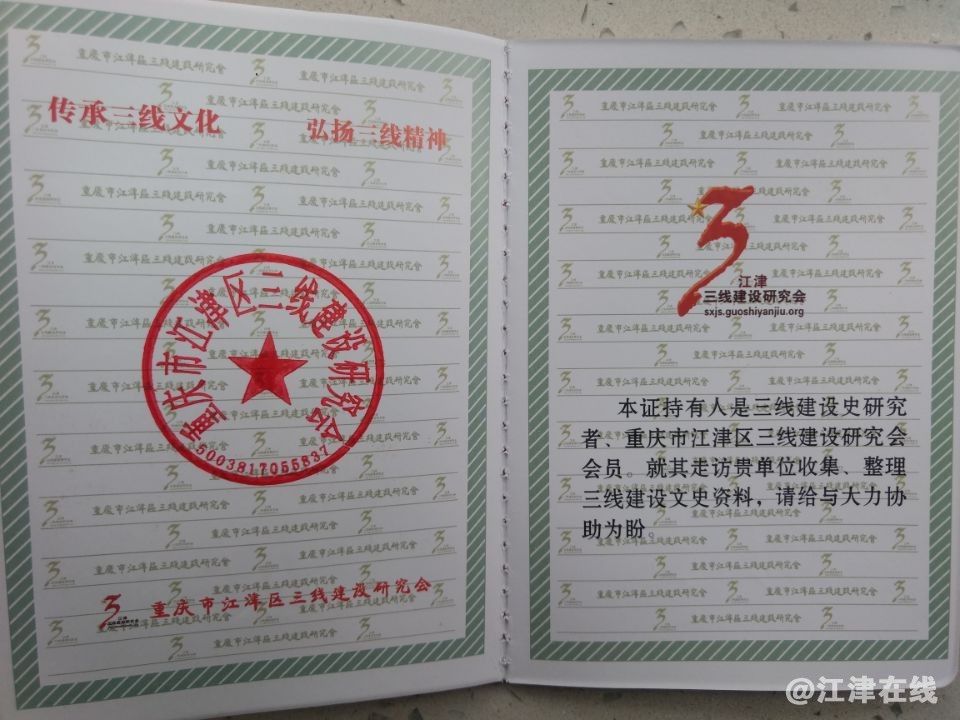 传承三线文化 弘扬三线精神
重庆市江津区三线建设研究会
5003817055837
重庆市江津区三线建设研究会
江津
三线建设研究会
sxjs.guoshiyanjiu.org
本证持有人是三线建设史研究
者、重庆市江津区三线建设研究会
会员。就其走访贵单位收集、整理
三线建设文史资料，请给与大力协
助为盼。
@江津在线